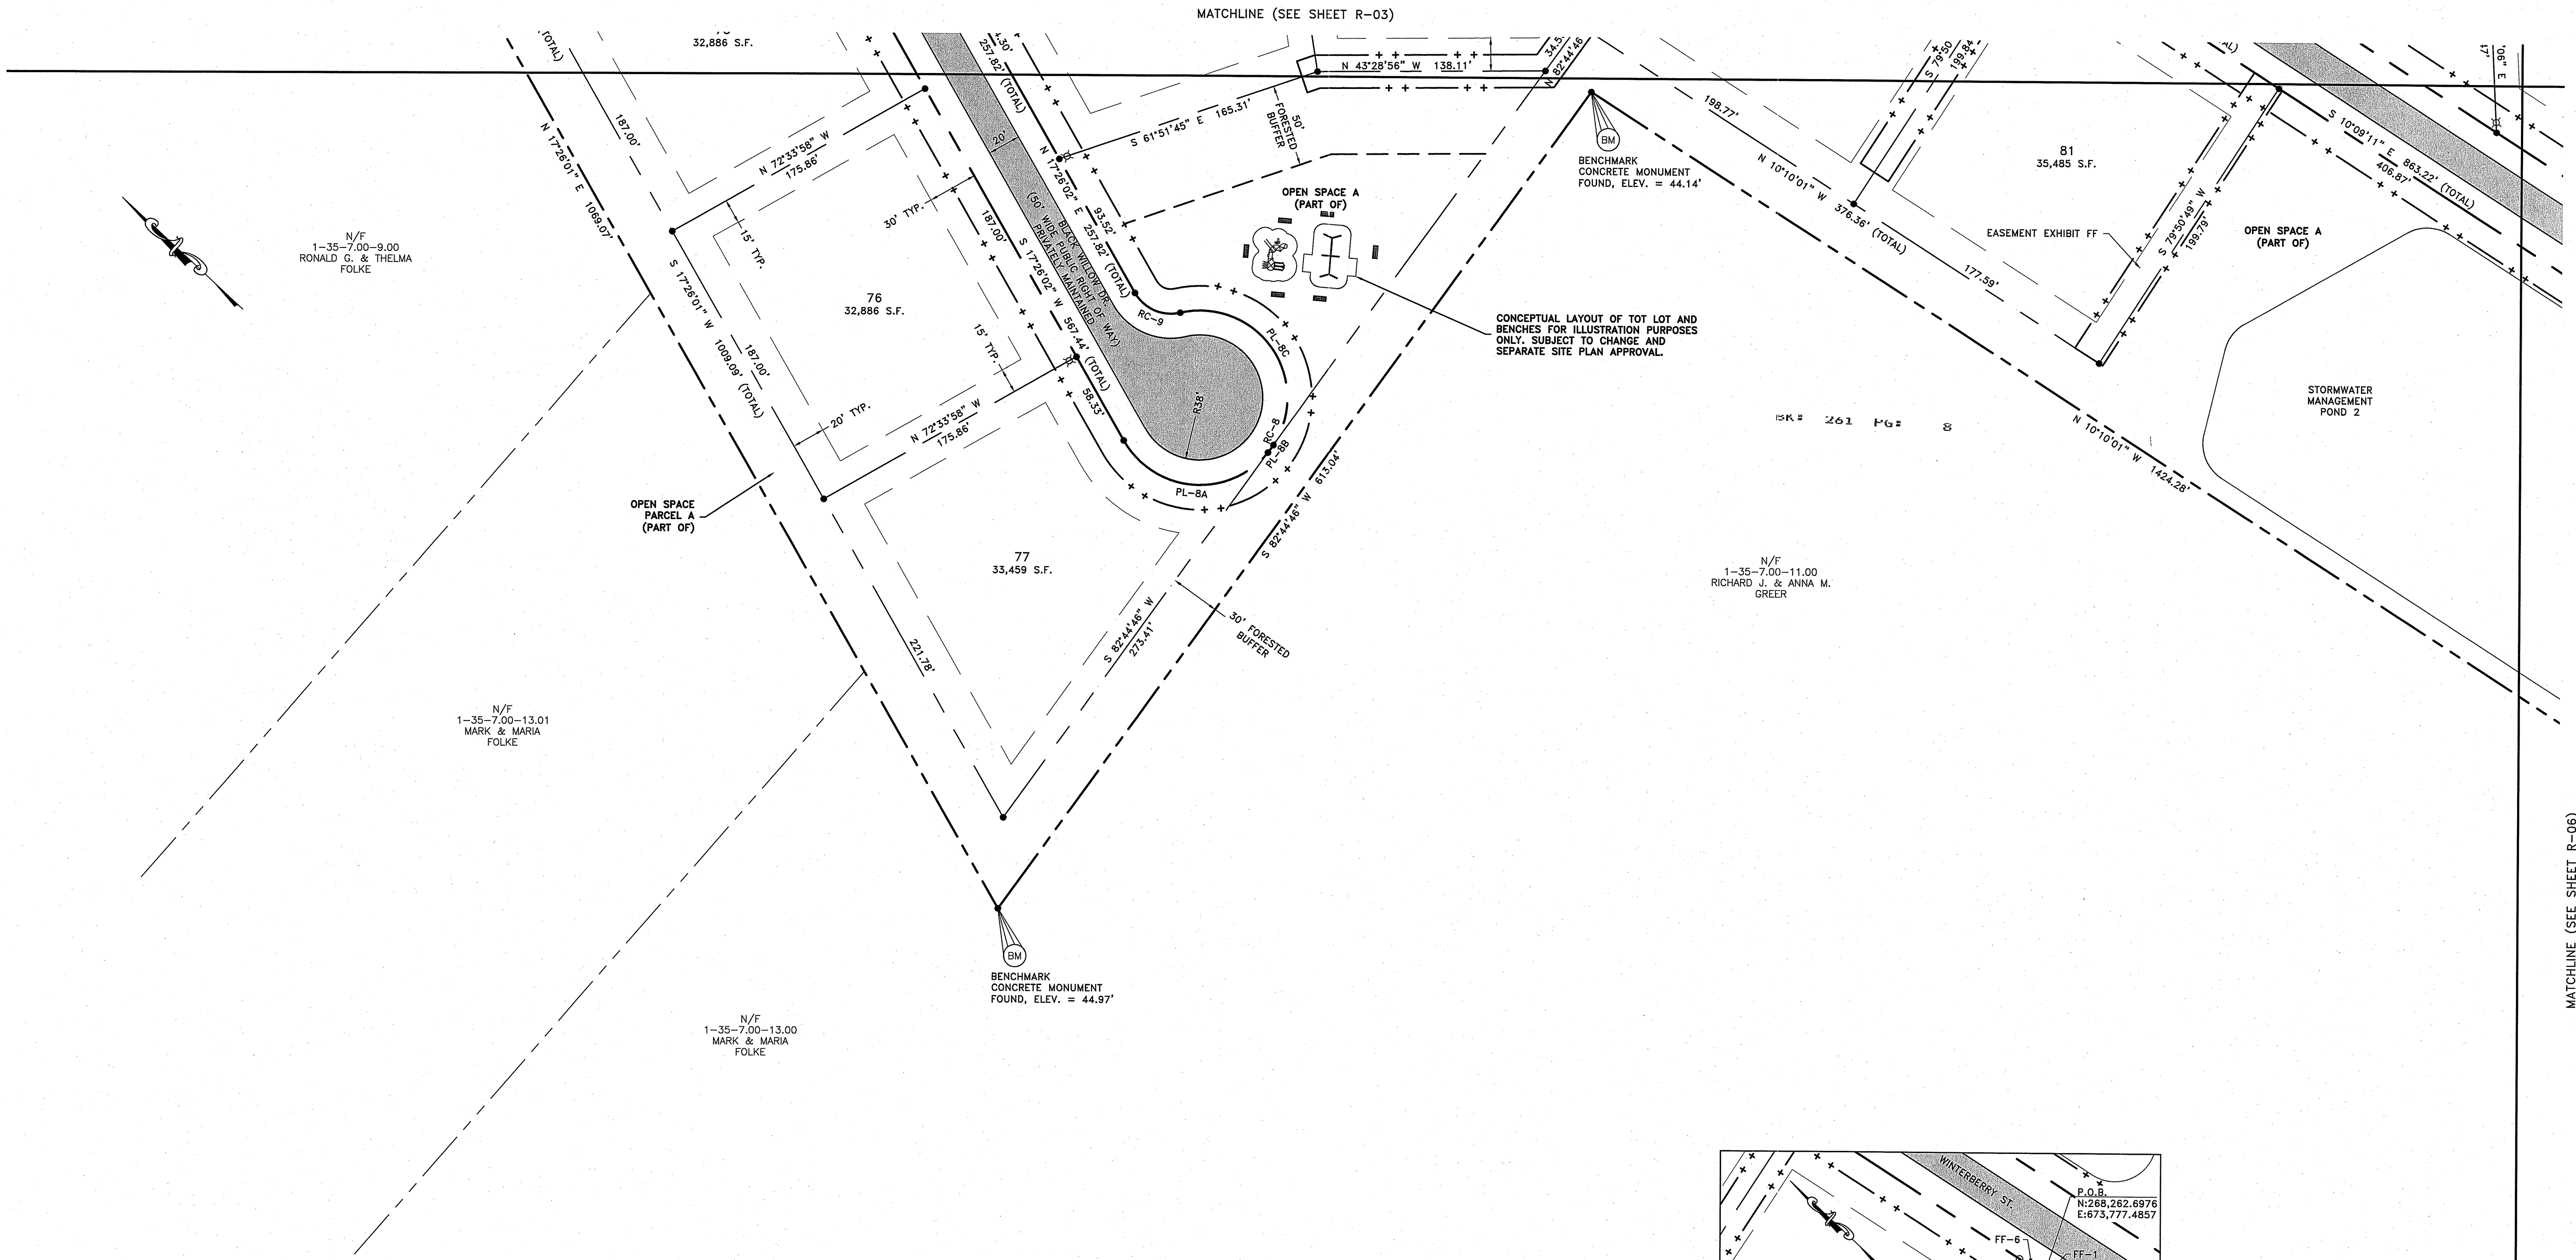 MATCHLINE (SEE SHEET R-03)
32,886 S.F.
187.00'
N 17°26'01" E 1069.07'
N 72°33'58" W
175.86'
N/F
1-35-7.00-9.00
RONALD G. & THELMA
FOLKE
S 17°26'01" W 1009.09' (TOTAL)
187.00'
15' TYP.
30' TYP.
76
32,886 S.F.
15' TYP.
20' TYP.
N 72°33'58" W
175.86'
257.82' (TOTAL)
20'
N 17°26'02" E 257.82' (TOTAL)
93.52'
BLACK WILLOW DR.
(50' WIDE PUBLIC RIGHT OF WAY)
PRIVATELY MAINTAINED
187.00'
S 17°26'02" W 567.44' (TOTAL)
58.33'
RC-9
PL-8C
R38'
RC-8
PL-8B
PL-8A
N 43°28'56" W 138.11'
N 82°44'46
S 61°51'45" E 165.31'
50'
FORESTED
BUFFER
OPEN SPACE A
(PART OF)
BM
BENCHMARK
CONCRETE MONUMENT
FOUND, ELEV. = 44.14'
CONCEPTUAL LAYOUT OF TOT LOT AND
BENCHES FOR ILLUSTRATION PURPOSES
ONLY. SUBJECT TO CHANGE AND
SEPARATE SITE PLAN APPROVAL.
198.77'
N 10°10'01" W 376.36' (TOTAL)
177.59'
S 79°50
199.84
81
35,485 S.F.
EASEMENT EXHIBIT FF
S 79°50'49" W
199.79'
S 10°09'11" E 863.22' (TOTAL)
406.87'
OPEN SPACE A
(PART OF)
STORMWATER
MANAGEMENT
POND 2
BK: 261 PG: 8
N 10°10'01" W 1424.28'
OPEN SPACE
PARCEL A
(PART OF)
77
33,459 S.F.
221.78'
S 82°44'46" W
273.41'
S 82°44'46" W 613.04'
30' FORESTED
BUFFER
N/F
1-35-7.00-11.00
RICHARD J. & ANNA M.
GREER
N/F
1-35-7.00-13.01
MARK & MARIA
FOLKE
BM
BENCHMARK
CONCRETE MONUMENT
FOUND, ELEV. = 44.97'
N/F
1-35-7.00-13.00
MARK & MARIA
FOLKE
MATCHLINE (SEE SHEET R-06)
WINTERBERRY ST.
P.O.B.
N:268,262.6976
E:673,777.4857
FF-6
FF-1